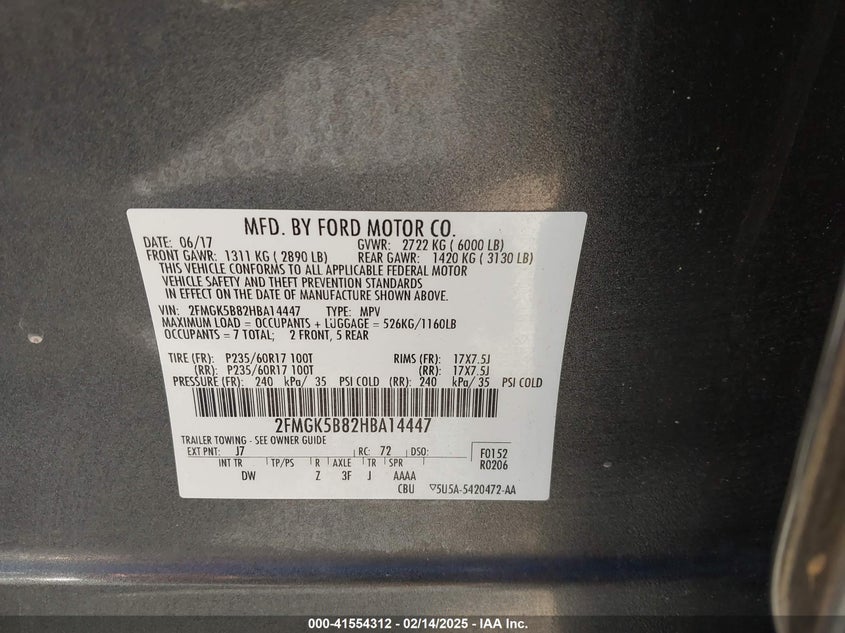 MFD. BY FORD MOTOR CO.
DATE: 06/17 GVWR: 2722 KG ( 6000 LB)
FRONT GAWR: 1311 KG ( 2890 LB) REAR GAWR: 1420 KG ( 3130 LB)
THIS VEHICLE CONFORMS TO ALL APPLICABLE FEDERAL MOTOR
VEHICLE SAFETY AND THEFT PREVENTION STANDARDS
IN EFFECT ON THE DATE OF MANUFACTURE SHOWN ABOVE.
VIN: 2FMGK5B82HBA14447 TYPE: MPV
MAXIMUM LOAD = OCCUPANTS + LUGGAGE = 526KG/1160LB
OCCUPANTS = 7 TOTAL; 2 FRONT, 5 REAR
TIRE (FR): P235/60R17 100T RIMS (FR): 17X7.5J
(RR): P235/60R17 100T (RR): 17X7.5J
PRESSURE (FR): 240 kPa/ 35 PSI COLD (RR): 240 kPa/ 35 PSI COLD
2FMGK5B82HBA14447
TRAILER TOWING - SEE OWNER GUIDE
EXT PNT: J7 RC: 72 DSO: F0152
INT TR TP/PS R AXLE TR SPR R0206
DW Z 3F J AAAA
CBU ▽5U5A-5420472-AA
000-41554312 - 02/14/2025 - IAA Inc.